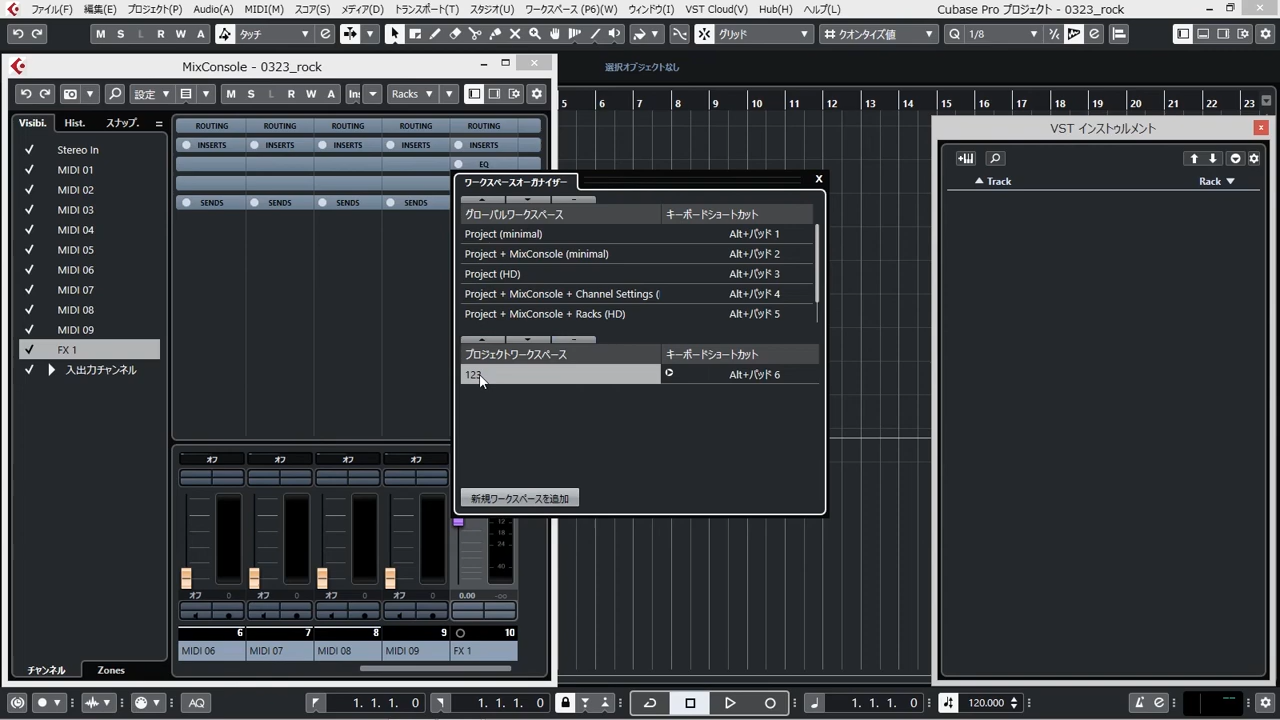 ファイル(F) 編集(E) プロジェクト(P) Audio(A) MIDI(M) スコア(S) メディア(D) トランスポート(T) スタジオ(U) ワークスペース (P6)(W) ウィンドウ(I) VST Cloud(V) Hub(H) ヘルプ(L) Cubase Pro プロジェクト - 0323_rock
M S L R W A タッチ グリッド クオンタイズ値 Q 1/8
MixConsole - 0323_rock
選択オブジェクトなし
設定 M S L R W A Ins Racks
5 6 7 8 9 10 11 12 13 14 15 16 17 18 19 20 21 22 23
Visibi. Hist. スナップ.
ROUTING ROUTING ROUTING ROUTING ROUTING
INSERTS INSERTS INSERTS INSERTS INSERTS
EQ
SENDS SENDS SENDS SENDS
Stereo In
MIDI 01
MIDI 02
MIDI 03
MIDI 04
MIDI 05
MIDI 06
MIDI 07
MIDI 08
MIDI 09
FX 1
入出力チャンネル
チャンネル Zones
ワークスペースオーガナイザー X
グローバルワークスペース キーボードショートカット
Project (minimal) Alt+パッド 1
Project + MixConsole (minimal) Alt+パッド 2
Project (HD) Alt+パッド 3
Project + MixConsole + Channel Settings ( Alt+パッド 4
Project + MixConsole + Racks (HD) Alt+パッド 5
プロジェクトワークスペース キーボードショートカット
123 Alt+パッド 6
新規ワークスペースを追加
VST インストゥルメント
Track Rack
オフ オフ オフ オフ
12
18
24
40
オフ 0 オフ 0 オフ 0 オフ 0 0.00 -∞
6 7 8 9 10
MIDI 06 MIDI 07 MIDI 08 MIDI 09 FX 1
AQ 1. 1. 1. 0 1. 1. 1. 0 1. 1. 1. 0 120.000